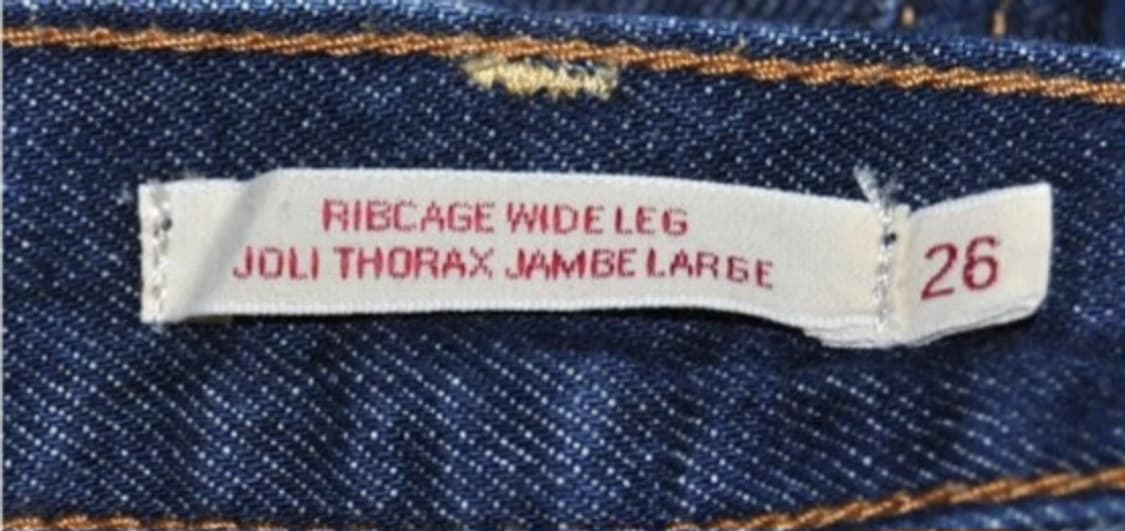 RIBCAGE WIDE LEG
JOLI THORAX JAMBE LARGE
26